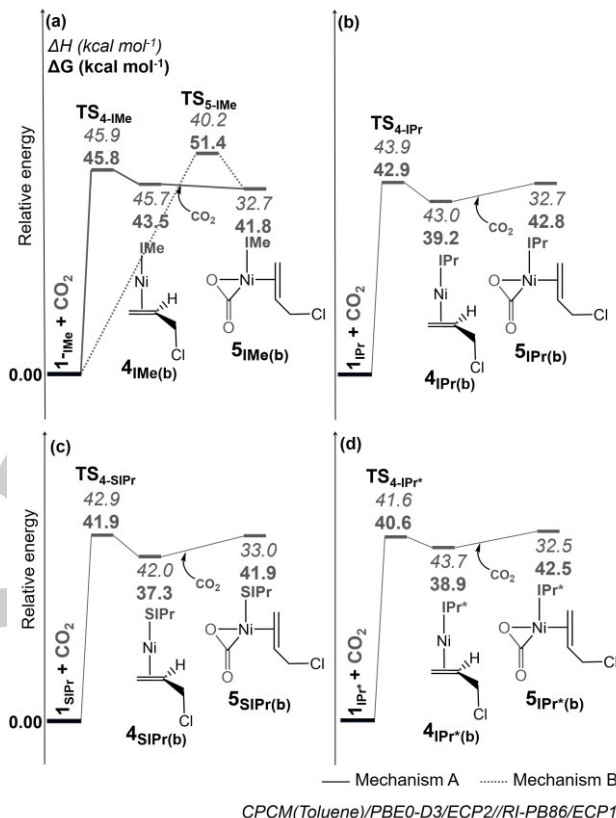 (a)
ΔH (kcal mol⁻¹)
ΔG (kcal mol⁻¹)
Relative energy
TS4-IMe
45.9
45.8
TS5-IMe
40.2
51.4
45.7
43.5
CO2
32.7
41.8
IMe
Ni
H
Cl
IMe
O
Ni
O
Cl
4IMe(b)
5IMe(b)
0.00
1-IMe + CO2
(b)
TS4-IPr
43.9
42.9
43.0
39.2
CO2
32.7
42.8
IPr
Ni
H
Cl
IPr
O
Ni
O
Cl
4IPr(b)
5IPr(b)
1IPr + CO2
(c)
Relative energy
TS4-SIPr
42.9
41.9
42.0
37.3
CO2
33.0
41.9
SIPr
Ni
H
Cl
SIPr
O
Ni
O
Cl
4SIPr(b)
5SIPr(b)
0.00
1SIPr + CO2
(d)
TS4-IPr*
41.6
40.6
43.7
38.9
CO2
32.5
42.5
IPr*
Ni
H
Cl
IPr*
O
Ni
O
Cl
4IPr*(b)
5IPr*(b)
1IPr* + CO2
Mechanism A
Mechanism B
CPCM(Toluene)/PBE0-D3/ECP2//RI-PB86/ECP1